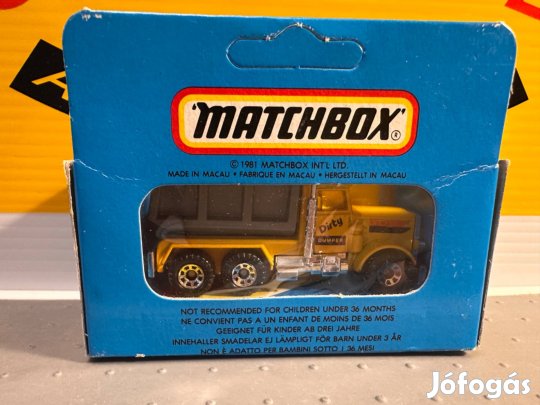 "MATCHBOX"®
© 1981 MATCHBOX INT'L LTD.
MADE IN MACAU • FABRIQUE EN MACAU • HERGESTELLT IN MACAU
Dirty
DUMPER
NOT RECOMMENDED FOR CHILDREN UNDER 36 MONTHS
NE CONVIENT PAS A UN ENFANT DE MOINS DE 36 MOIS
GEEIGNET FÜR KINDER AB DREI JAHRE
INNEHALLER SMADELAR EJ LÄMPLIGT FÖR BARN UNDER 3 ÅR
NON È ADATTO PER BAMBINI SOTTO I 36 MESI
Jófogás